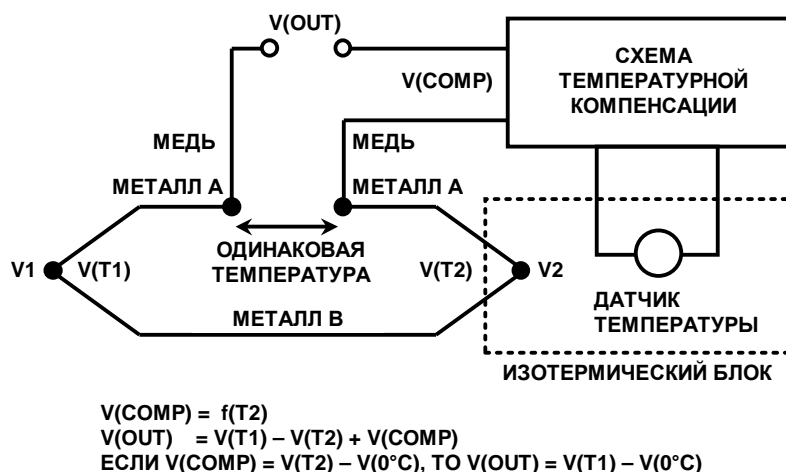 V(OUT)
СХЕМА
ТЕМПЕРАТУРНОЙ
КОМПЕНСАЦИИ
V(COMP)
МЕДЬ
МЕДЬ
МЕТАЛЛ А
МЕТАЛЛ А
ОДИНАКОВАЯ
ТЕМПЕРАТУРА
V1
V(T1)
V(T2)
V2
ДАТЧИК
ТЕМПЕРАТУРЫ
МЕТАЛЛ В
ИЗОТЕРМИЧЕСКИЙ БЛОК
V(COMP) = f(T2)
V(OUT) = V(T1) – V(T2) + V(COMP)
ЕСЛИ V(COMP) = V(T2) – V(0°C), ТО V(OUT) = V(T1) – V(0°C)